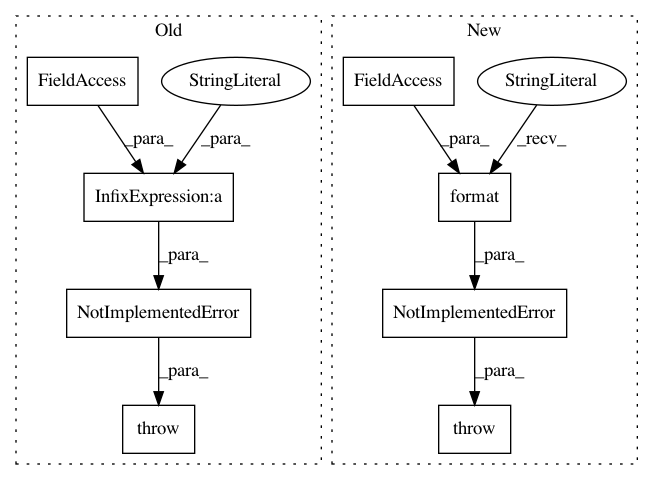 Old
New
FieldAccess
StringLiteral
FieldAccess
StringLiteral
_para_
_para_
_para_
_recv_
InfixExpression:a
format
_para_
_para_
NotImplementedError
NotImplementedError
_para_
_para_
throw
throw